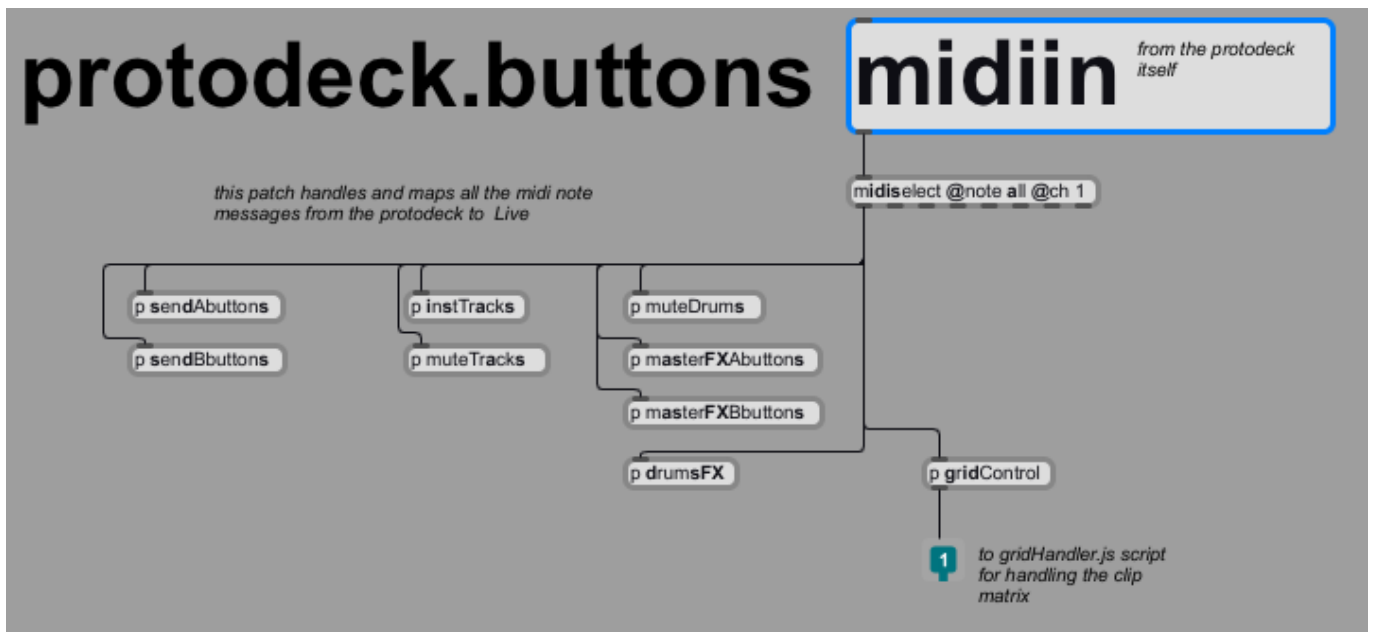 protodeck.buttons
midiin
from the protodeck
itself
this patch handles and maps all the midi note
messages from the protodeck to Live
midiselect @note all @ch 1
p sendAbuttons
p instTracks
p muteDrums
p sendBbuttons
p muteTracks
p masterFXAbuttons
p masterFXBbuttons
p drumsFX
p gridControl
1
to gridHandler.js script
for handling the clip
matrix